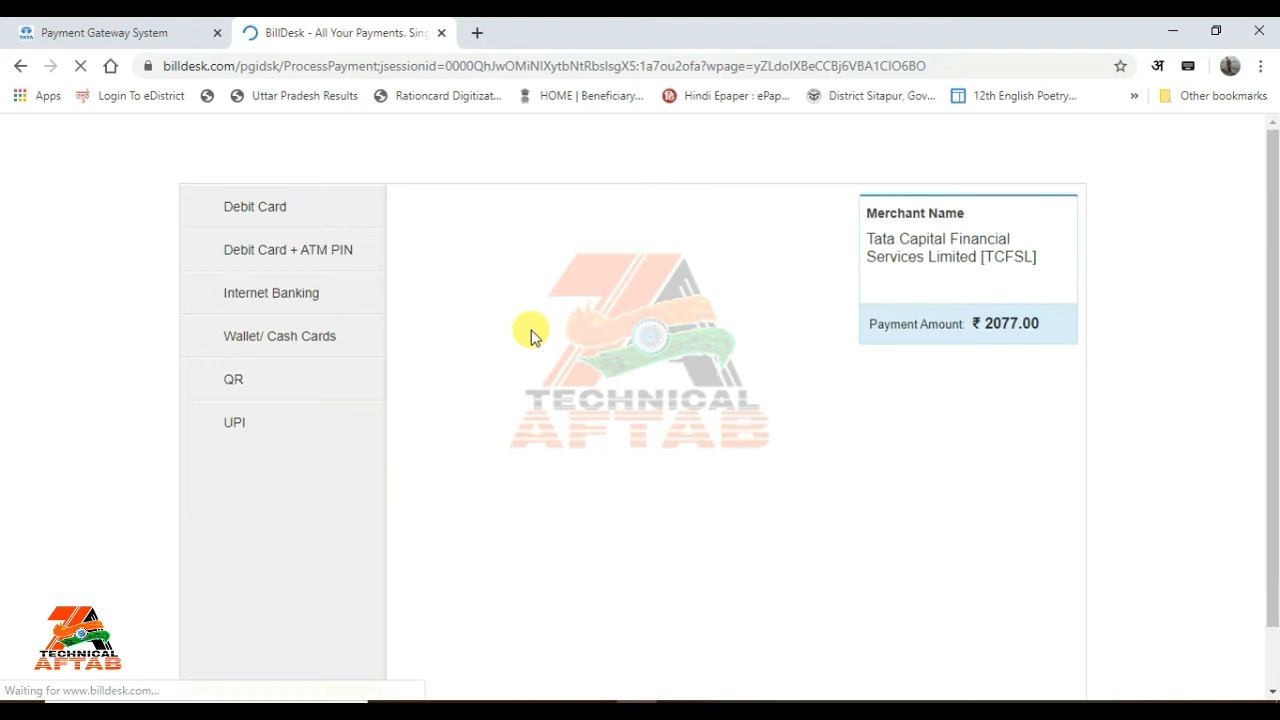 Payment Gateway System
BillDesk - All Your Payments. Sing
billdesk.com/pgidsk/ProcessPayment;jsessionid=0000QhJwOMiNIXytbNtRbslsgX5:1a7ou2ofa?wpage=yZLdoIXBeCCBj6VBA1CIO6BO
अ
Apps
Login To eDistrict
Uttar Pradesh Results
Rationcard Digitizat...
HOME | Beneficiary...
Hindi Epaper : ePap...
District Sitapur, Gov...
12th English Poetry...
»
Other bookmarks
Debit Card
Debit Card + ATM PIN
Internet Banking
Wallet/ Cash Cards
QR
UPI
Merchant Name
Tata Capital Financial
Services Limited [TCFSL]
Payment Amount: ₹ 2077.00
TECHNICAL
AFTAB
TECHNICAL
AFTAB
Waiting for www.billdesk.com...